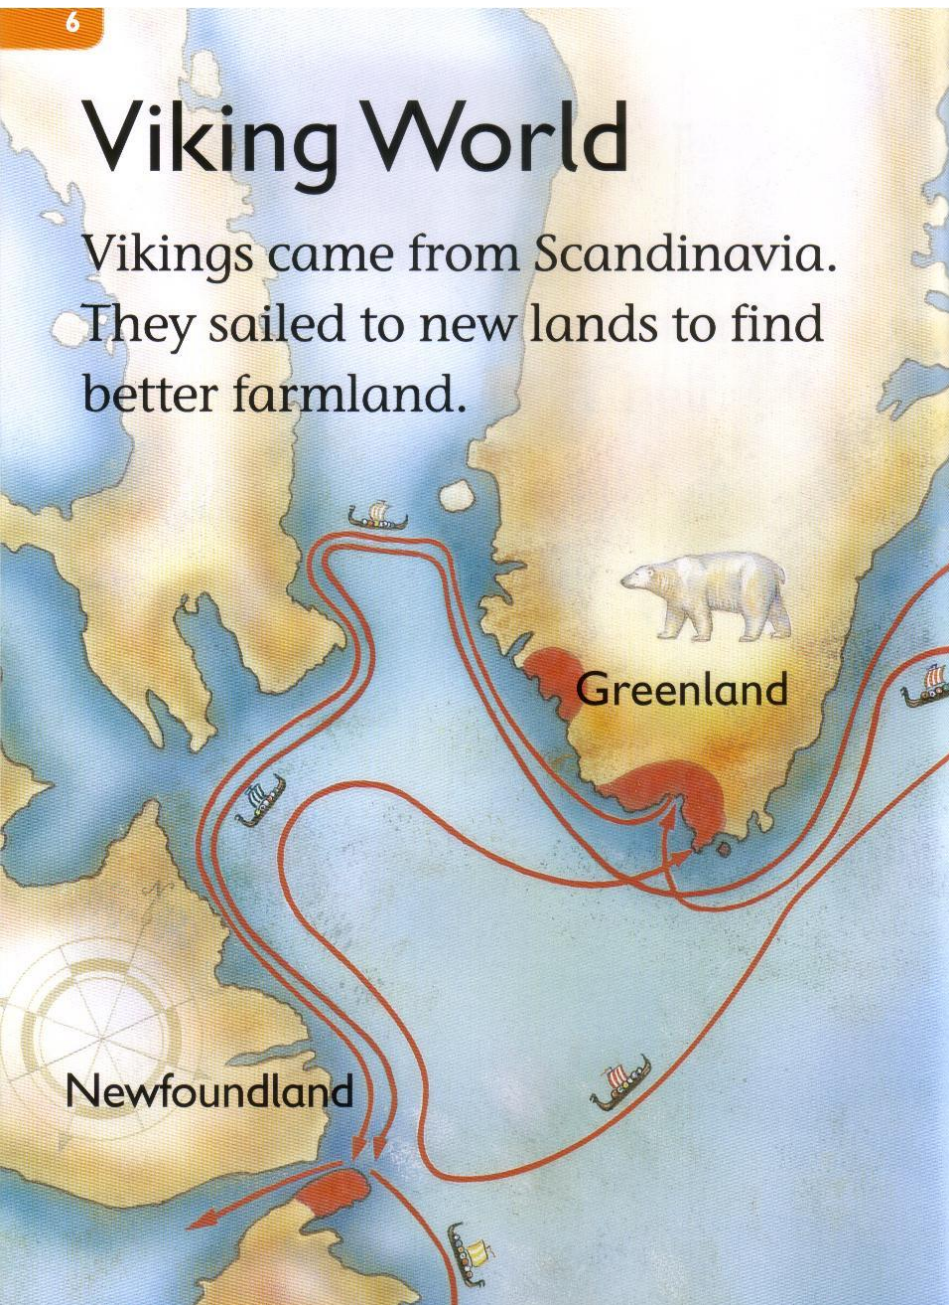 6
Viking World
Vikings came from Scandinavia.
They sailed to new lands to find
better farmland.
Greenland
Newfoundland